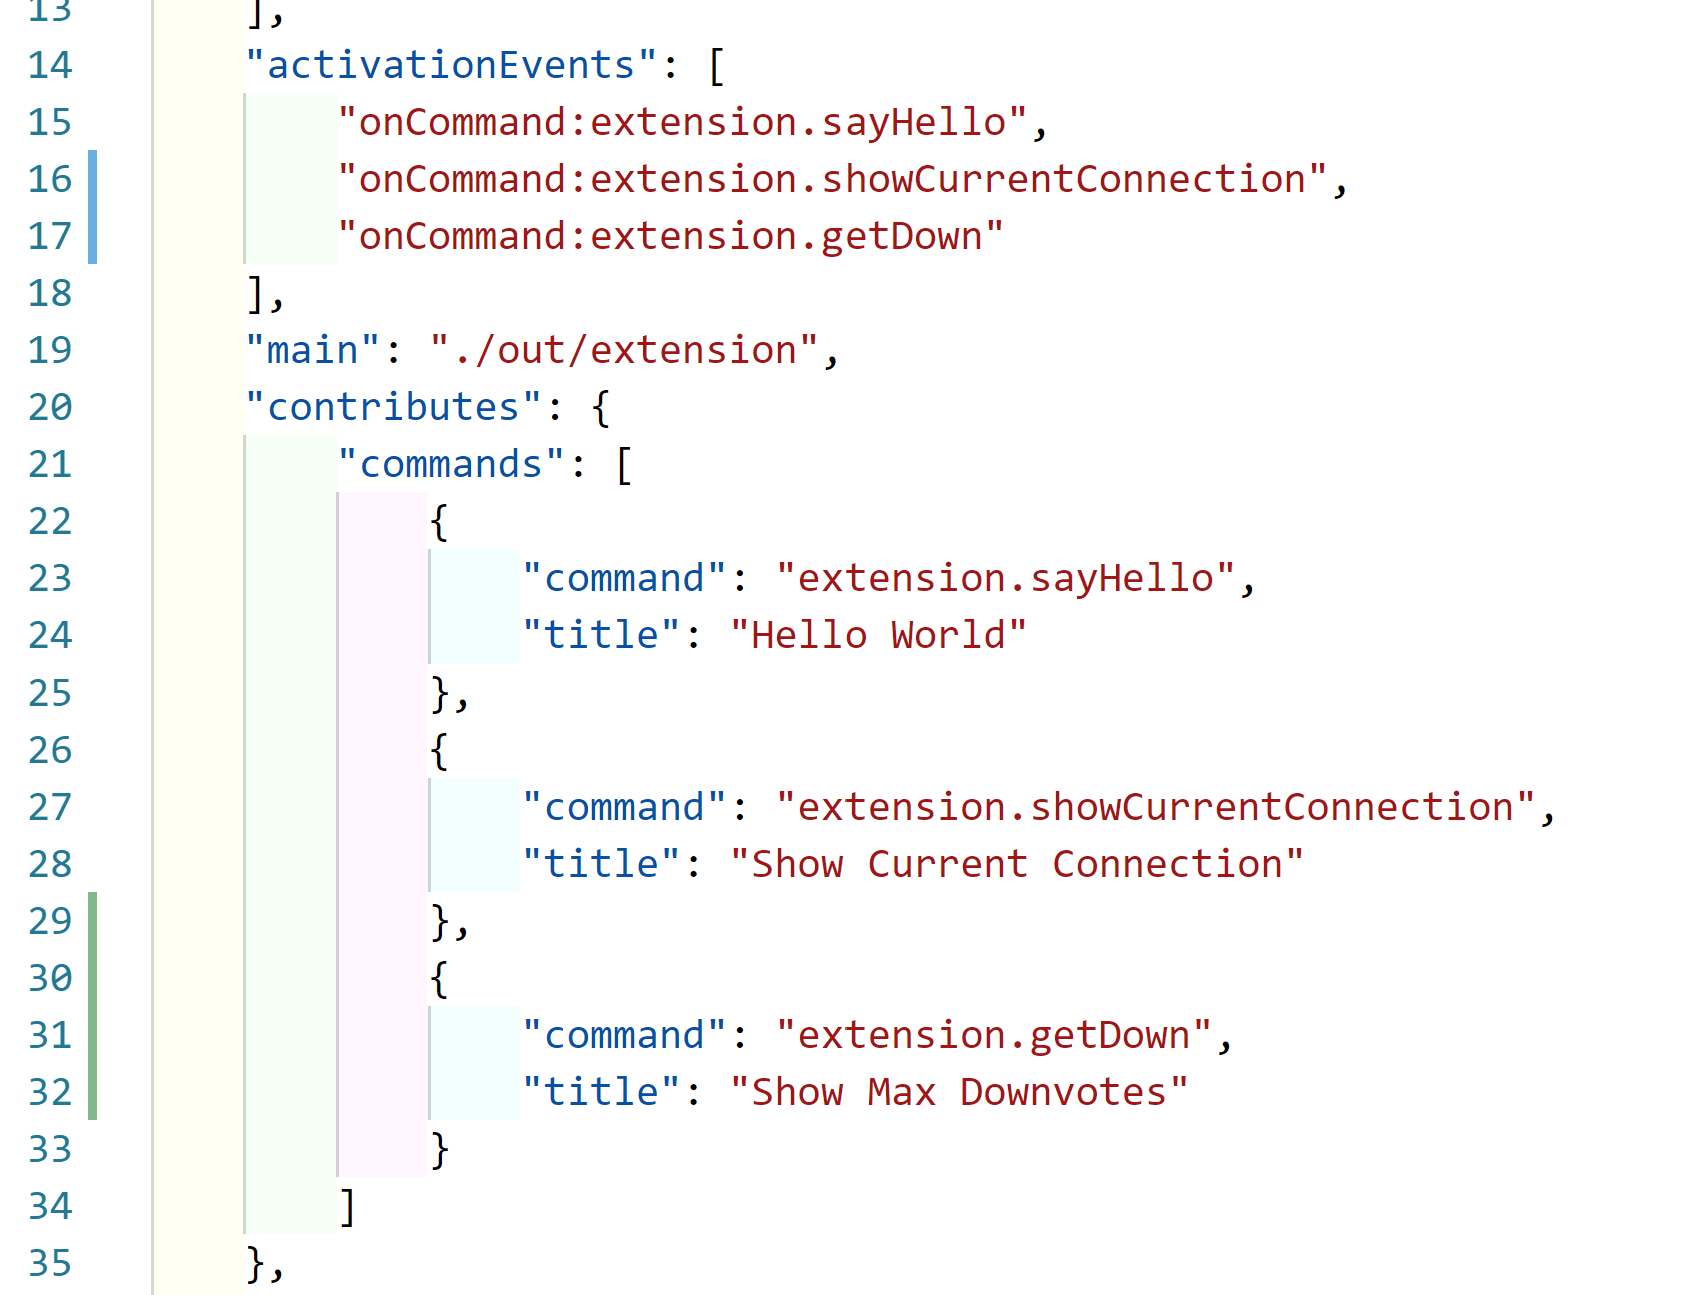 13 ],
14 "activationEvents": [
15 "onCommand:extension.sayHello",
16 "onCommand:extension.showCurrentConnection",
17 "onCommand:extension.getDown"
18 ],
19 "main": "./out/extension",
20 "contributes": {
21 "commands": [
22 {
23 "command": "extension.sayHello",
24 "title": "Hello World"
25 },
26 {
27 "command": "extension.showCurrentConnection",
28 "title": "Show Current Connection"
29 },
30 {
31 "command": "extension.getDown",
32 "title": "Show Max Downvotes"
33 }
34 ]
35 },